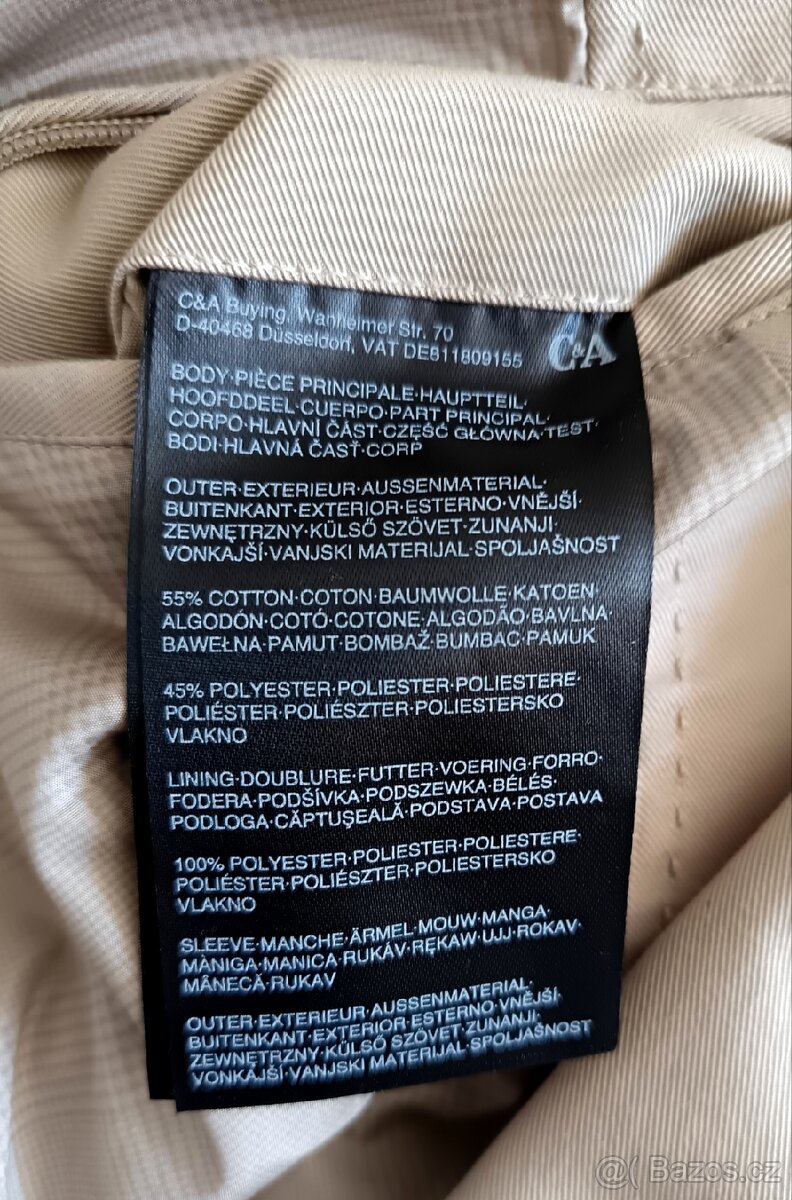 C&A Buying, Wanheimer Str. 70
D-40468 Düsseldorf, VAT DE811809155
C&A
BODY·PIÈCE PRINCIPALE·HAUPTTEIL·
HOOFDDEEL·CUERPO·PART PRINCIPAL·
CORPO·HLAVNÍ ČÁST·CZĘŚĆ GŁÓWNA·TEST·
BODI·HLAVNÁ ČASŤ·CORP
OUTER·EXTERIEUR·AUSSENMATERIAL·
BUITENKANT·EXTERIOR·ESTERNO·VNĚJŠÍ·
ZEWNĘTRZNY·KÜLSŐ SZÖVET·ZUNANJI·
VONKAJŠÍ·VANJSKI MATERIJAL·SPOLJAŠNOST
55% COTTON·COTON·BAUMWOLLE·KATOEN·
ALGODÓN·COTÓ·COTONE·ALGODÃO·BAVLNA·
BAWEŁNA·PAMUT·BOMBAŽ·BUMBAC·PAMUK
45% POLYESTER·POLIESTER·POLIESTERE·
POLIÉSTER·POLIÉSZTER·POLIESTERSKO
VLAKNO
LINING·DOUBLURE·FUTTER·VOERING·FORRO·
FODERA·PODŠÍVKA·PODSZEWKA·BÉLÉS·
PODLOGA·CĂPTUŞEALĂ·PODSTAVA·POSTAVA
100% POLYESTER·POLIESTER·POLIESTERE·
POLIÉSTER·POLIÉSZTER·POLIESTERSKO
VLAKNO
SLEEVE·MANCHE·ÄRMEL·MOUW·MANGA·
MÀNIGA·MANICA·RUKÁV·RĘKAW·UJJ·ROKAV·
MÂNECĂ·RUKAV
OUTER·EXTERIEUR·AUSSENMATERIAL·
BUITENKANT·EXTERIOR·ESTERNO·VNĚJŠÍ·
ZEWNĘTRZNY·KÜLSŐ SZÖVET·ZUNANJI·
VONKAJŠÍ·VANJSKI MATERIJAL·SPOLJAŠNOST
@( Bazos.cz